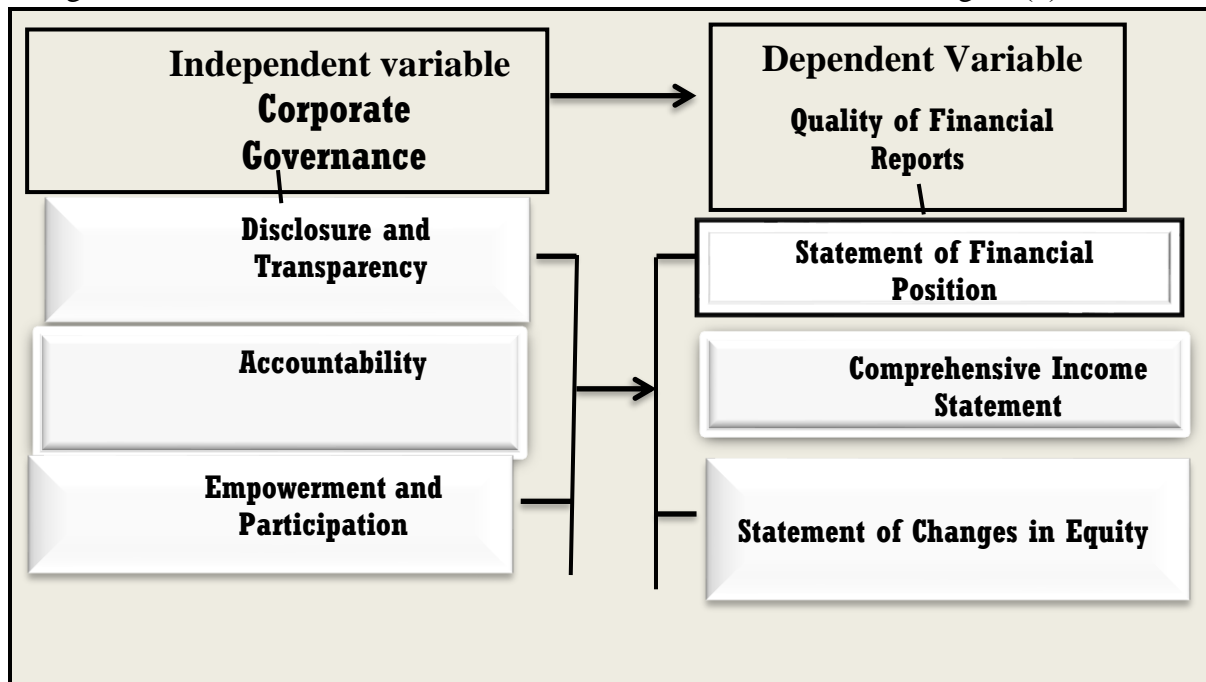 (
Independent variable
Corporate
Governance
Dependent Variable
Quality of Financial
Reports
Disclosure and
Transparency
Accountability
Empowerment and
Participation
Statement of Financial
Position
Comprehensive Income
Statement
Statement of Changes in Equity